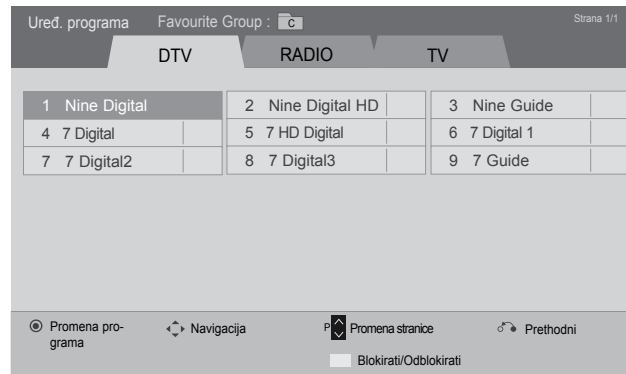 Uređ. programa Favourite Group : C Strana 1/1
DTV RADIO TV
1 Nine Digital 2 Nine Digital HD 3 Nine Guide
4 7 Digital 5 7 HD Digital 6 7 Digital 1
7 7 Digital2 8 7 Digital3 9 7 Guide
Promena pro- Navigacija P Promena stranice Prethodni
grama
Blokirati/Odblokirati